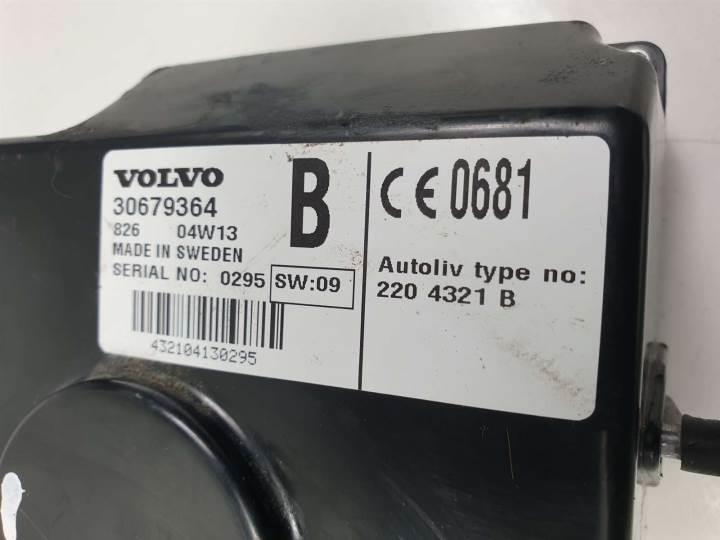 VOLVO
30679364
B
826 04W13
MADE IN SWEDEN
SERIAL NO: 0295 SW:09
432104130295
CE 0681
Autoliv type no:
220 4321 B